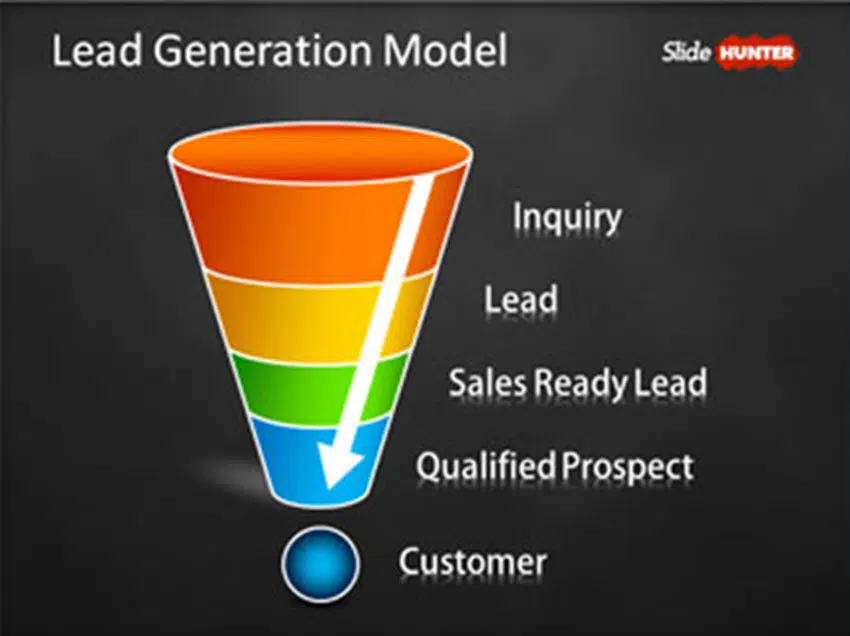 Lead Generation Model
Slide HUNTER
Inquiry
Lead
Sales Ready Lead
Qualified Prospect
Customer